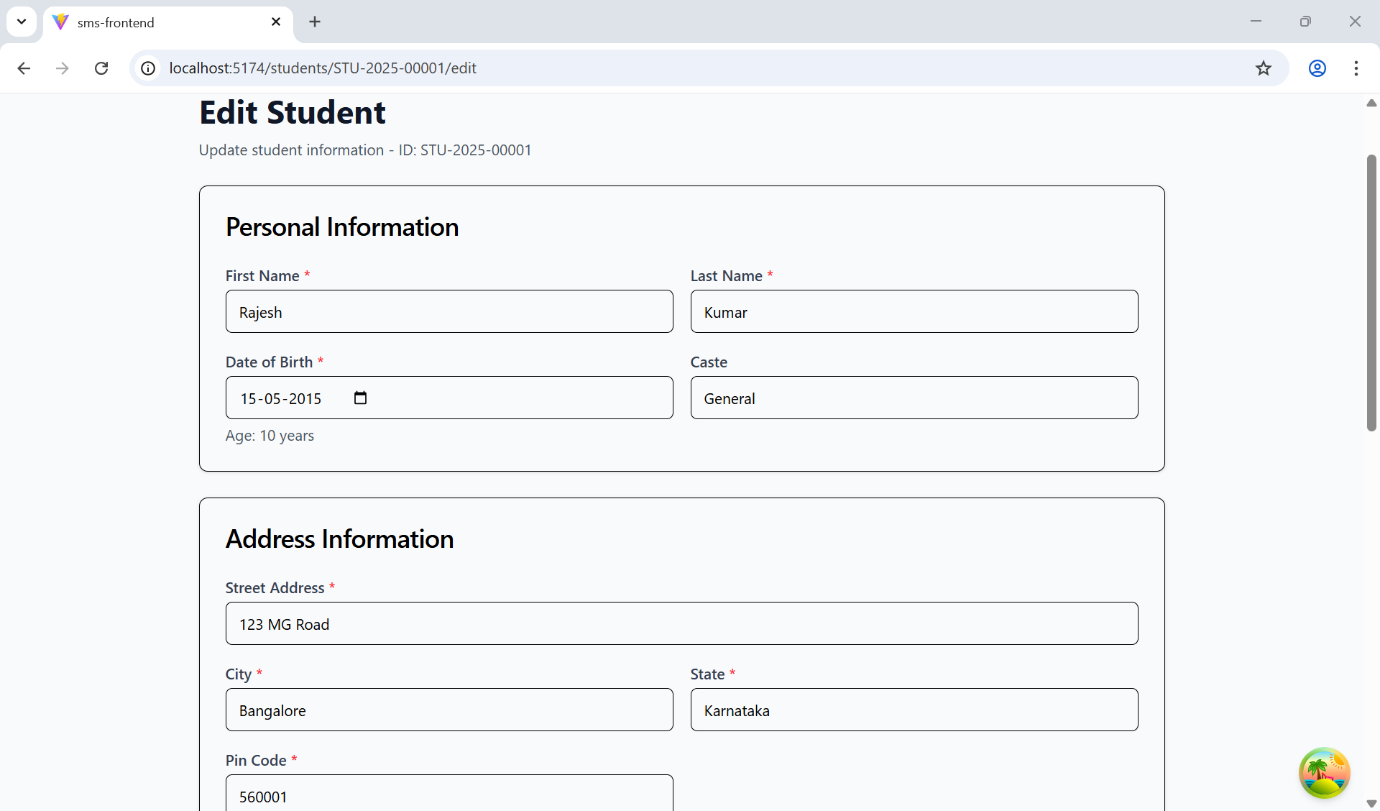 sms-frontend
localhost:5174/students/STU-2025-00001/edit
Edit Student
Update student information - ID: STU-2025-00001
Personal Information
First Name * Last Name *
Rajesh Kumar
Date of Birth * Caste
15-05-2015 General
Age: 10 years
Address Information
Street Address *
123 MG Road
City * State *
Bangalore Karnataka
Pin Code *
560001